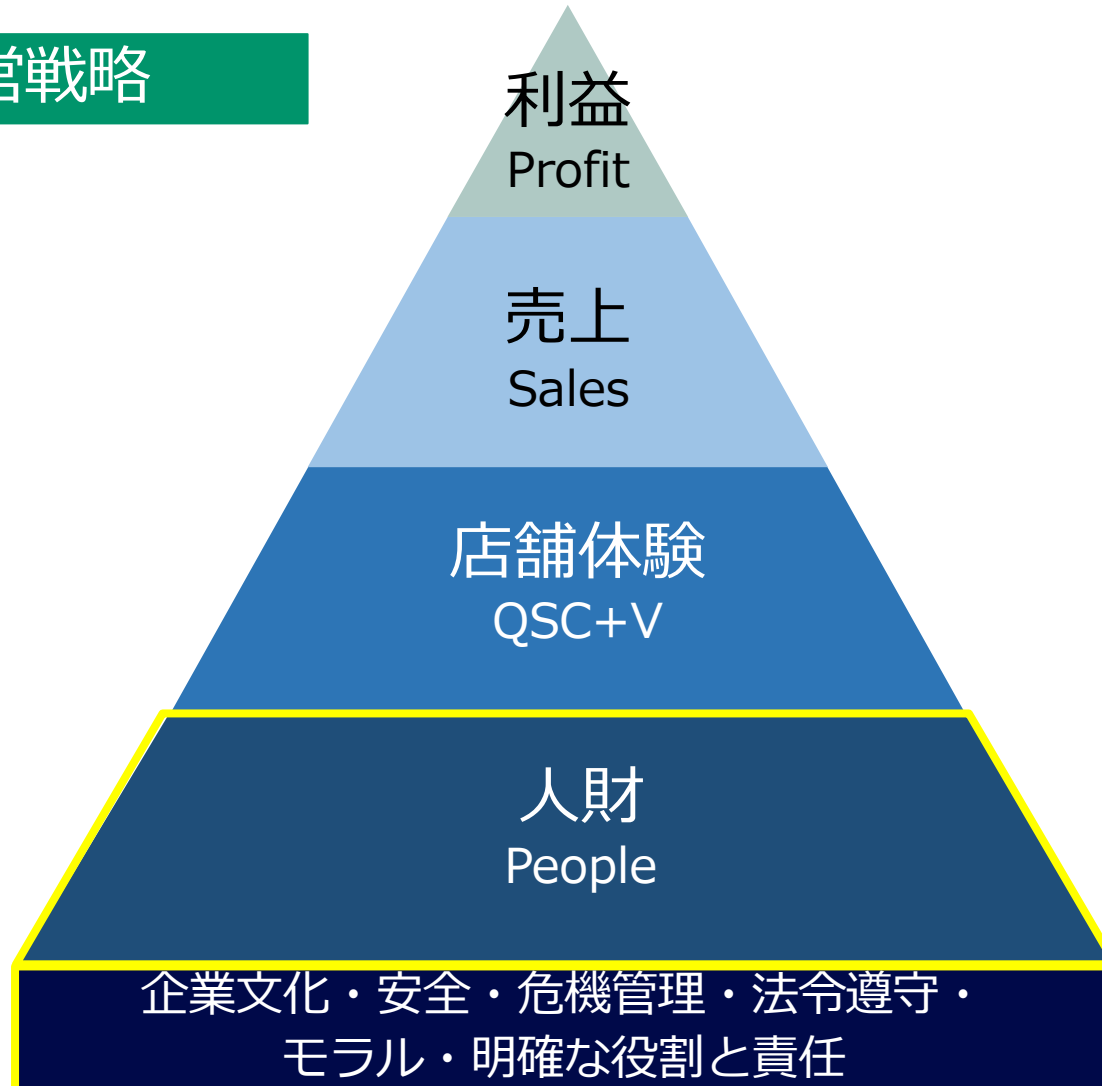 営戦略
利益
Profit
売上
Sales
店舗体験
QSC+V
人財
People
企業文化・安全・危機管理・法令遵守・
モラル・明確な役割と責任